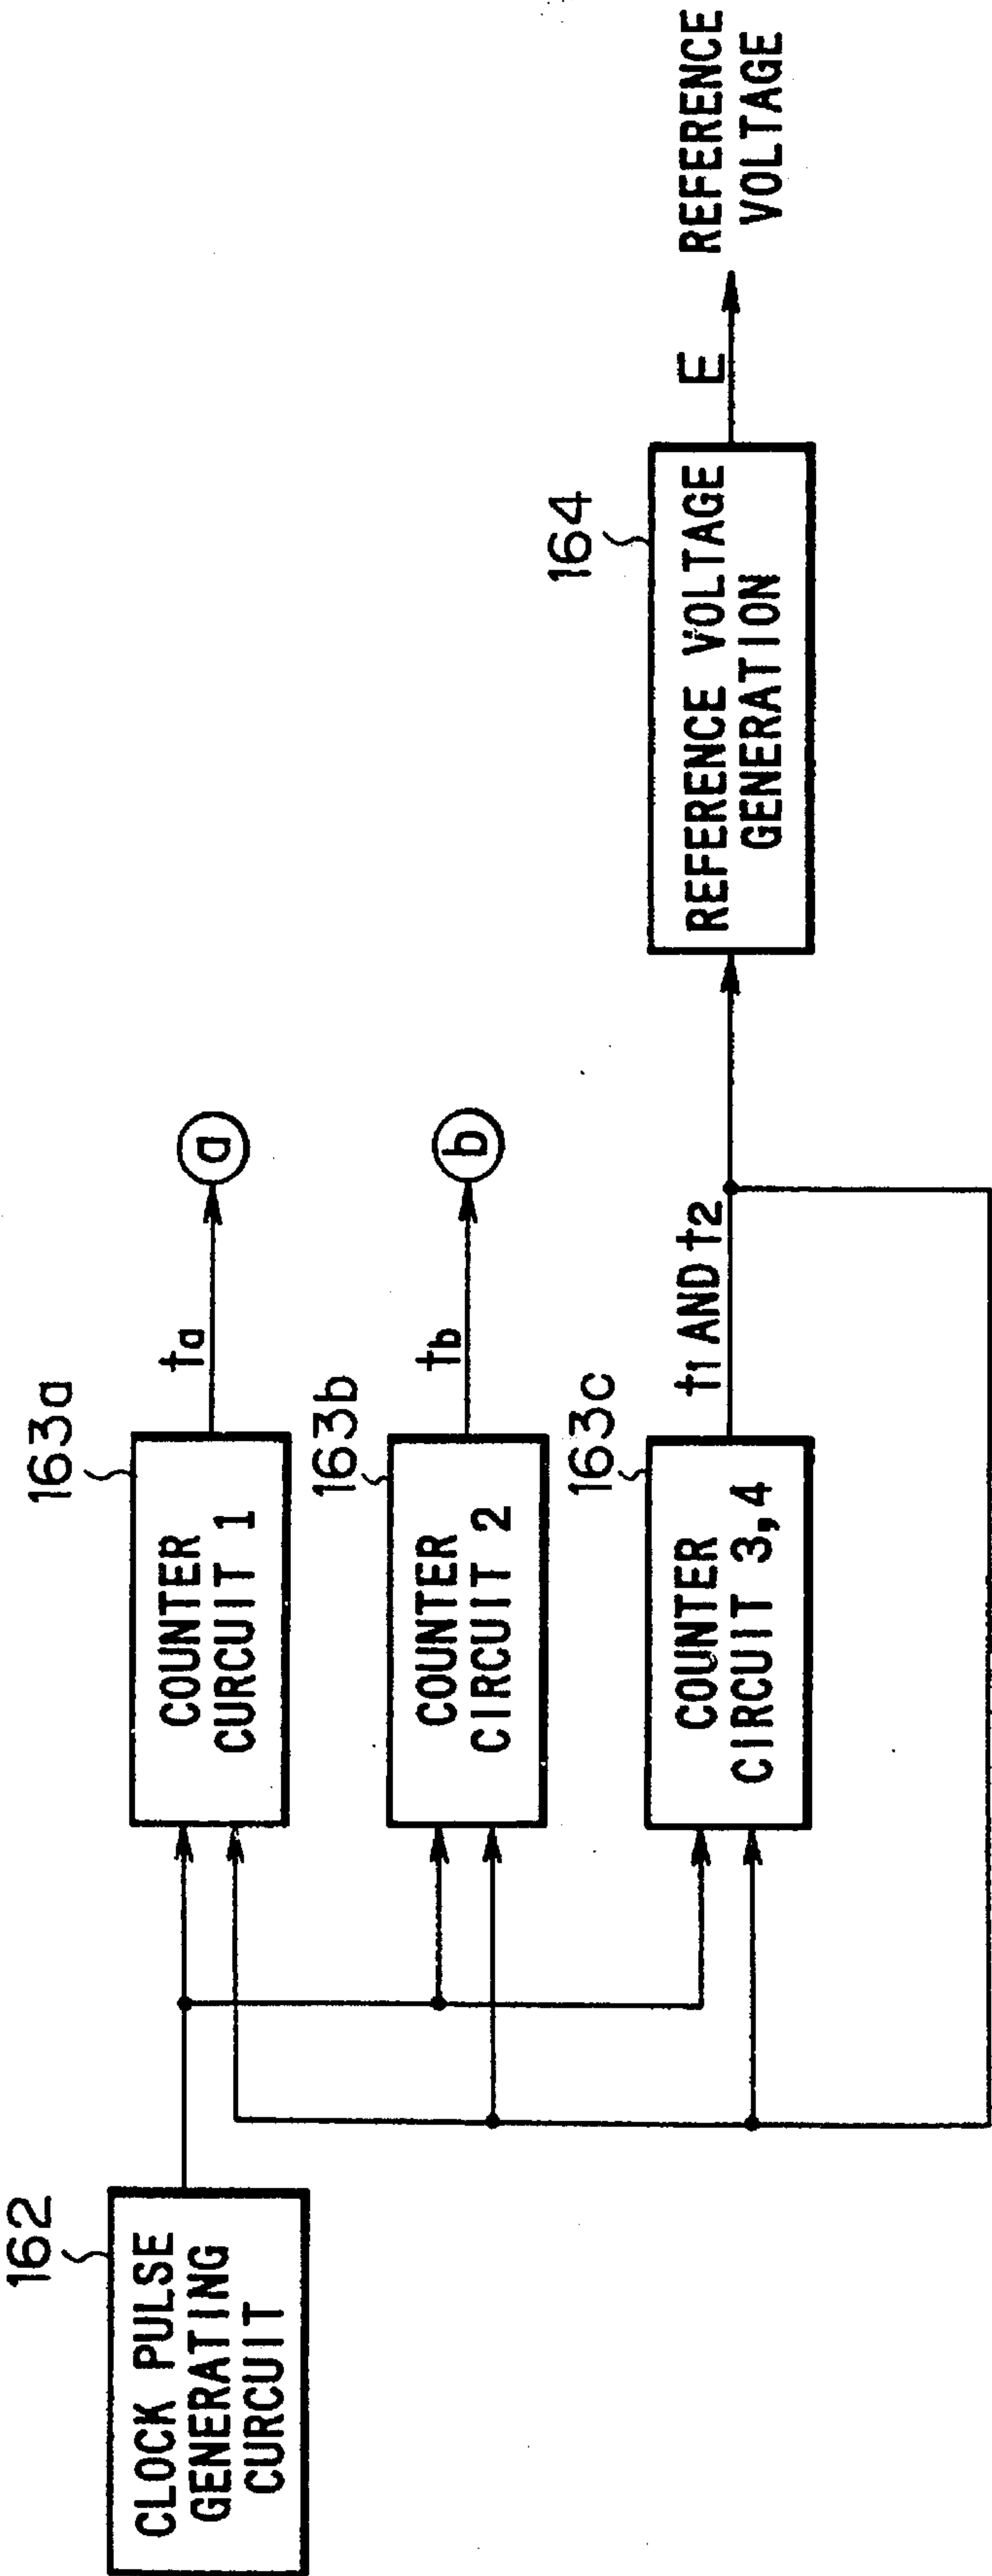 162
CLOCK PULSE
GENERATING
CURCUIT
163a
COUNTER
CURCUIT 1
ta
a
163b
COUNTER
CIRCUIT 2
tb
b
163c
COUNTER
CIRCUIT 3,4
t1 AND t2
164
REFERENCE VOLTAGE
GENERATION
E
REFERENCE
VOLTAGE